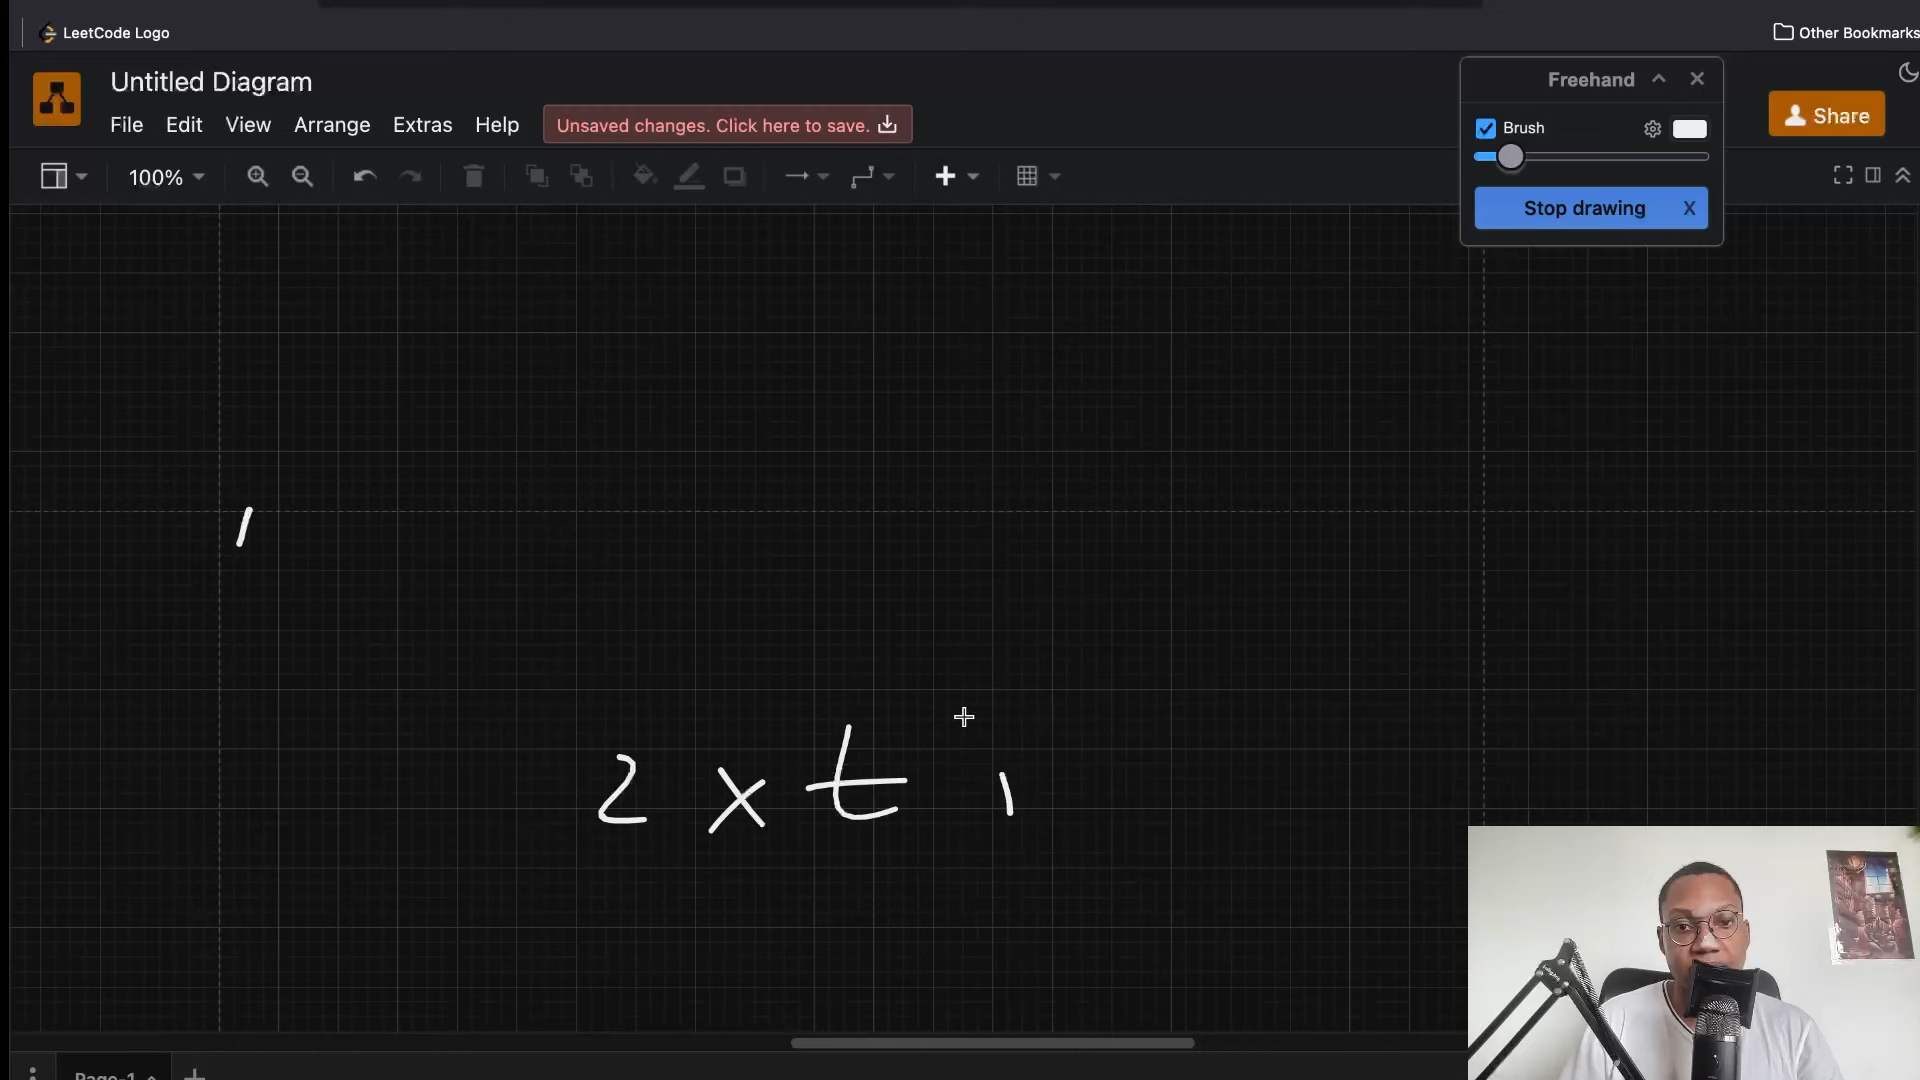 LeetCode Logo
Other Bookmarks
Untitled Diagram
File Edit View Arrange Extras Help
Unsaved changes. Click here to save.
Freehand
Brush
Stop drawing X
Share
100%
2 x t
Page-1